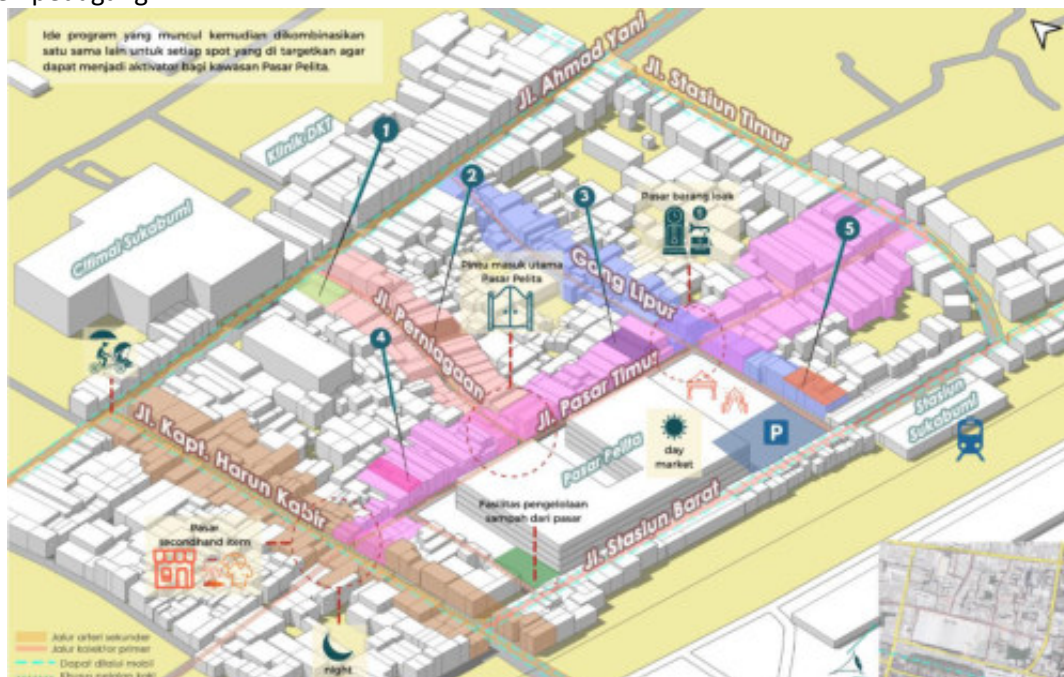 Ide program yang muncul kemudian dikombinasikan
satu sama lain untuk setiap spot yang di targetkan agar
dapat menjadi aktivator bagi kawasan Pasar Pelita.
Jl. Ahmad Yani
Jl. Stasiun Timur
Klinik DKT
1
2
3
Pasar barang loak
5
Citimal Sukabumi
Gang Lipur
Pintu masuk utama
Pasar Pelita
Jl. Perniagaan
4
Jl. Pasar Timur
Stasiun
Sukabumi
P
Pasar Pelita
day
market
Jl. Kapt. Harun Kabir
Fasilitas pengelolaan
sampah dari pasar
Jl. Stasiun Barat
Pasar
secondhand item
night
Jalur arteri sekunder
Jalur kolektor primer
Dapat dilalui mobil